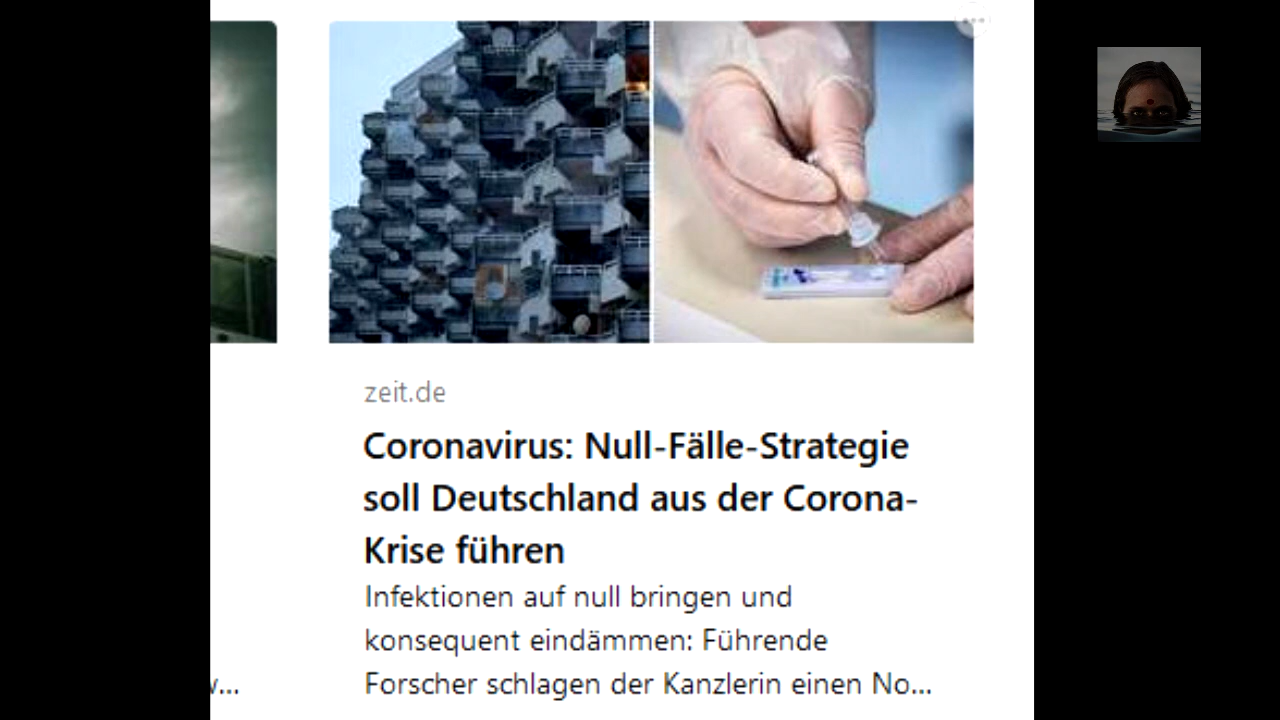 zeit.de
Coronavirus: Null-Fälle-Strategie
soll Deutschland aus der Corona-
Krise führen
Infektionen auf null bringen und
konsequent eindämmen: Führende
Forscher schlagen der Kanzlerin einen No...